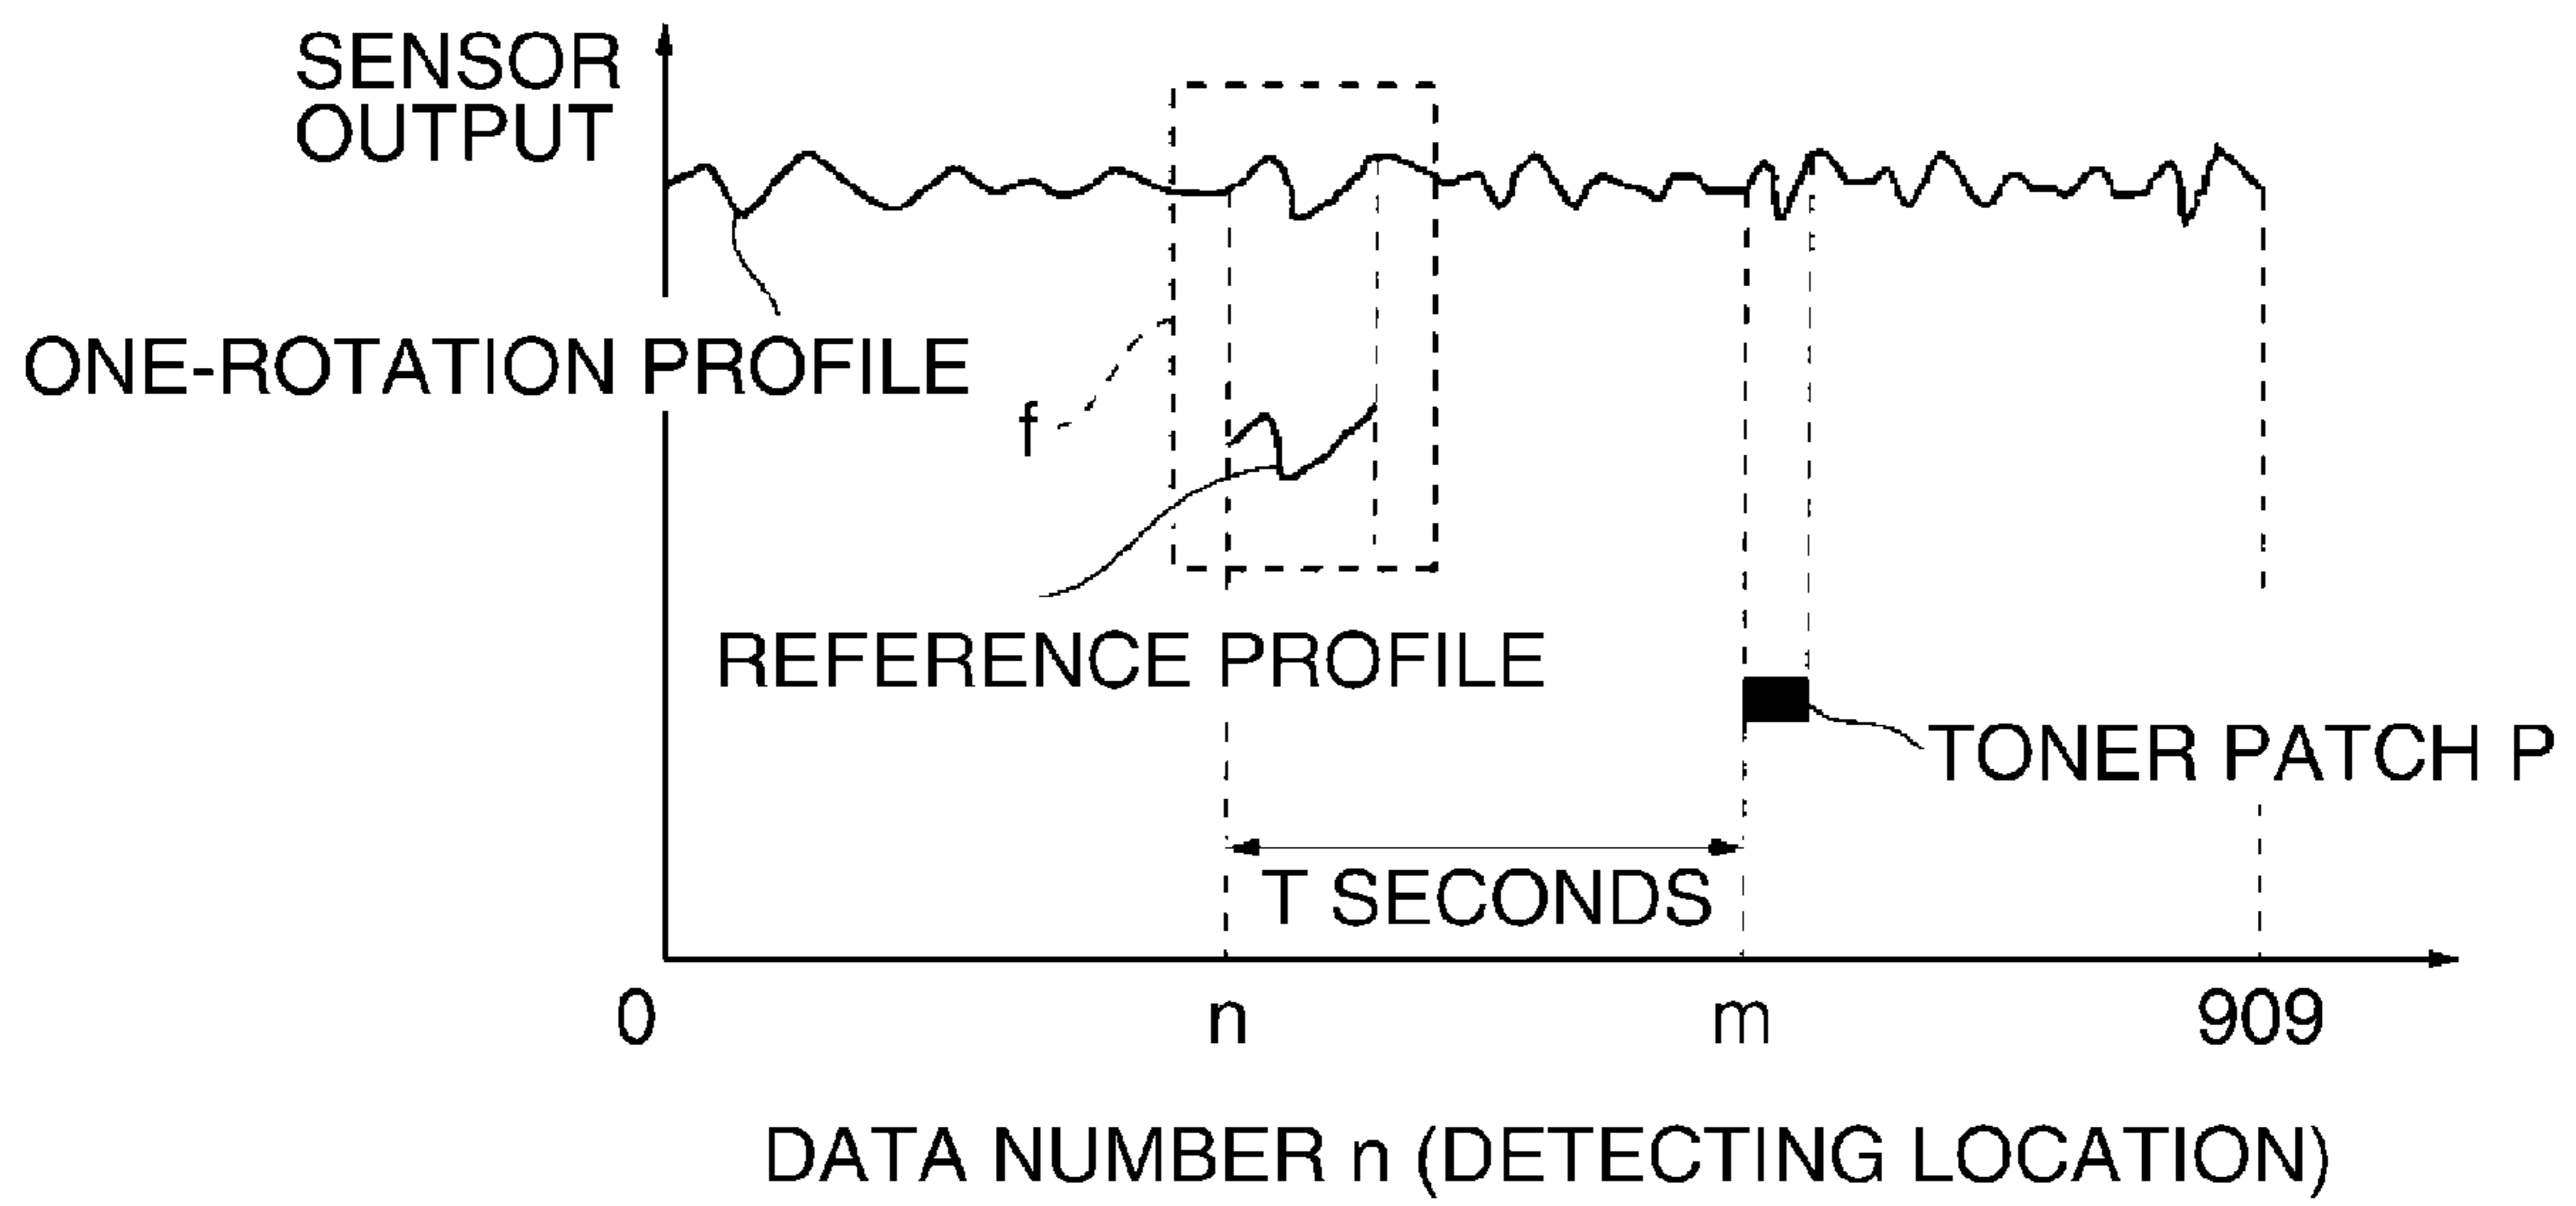 SENSOR
OUTPUT
ONE-ROTATION PROFILE
f
REFERENCE PROFILE
TONER PATCH P
T SECONDS
0 n m 909
DATA NUMBER n (DETECTING LOCATION)